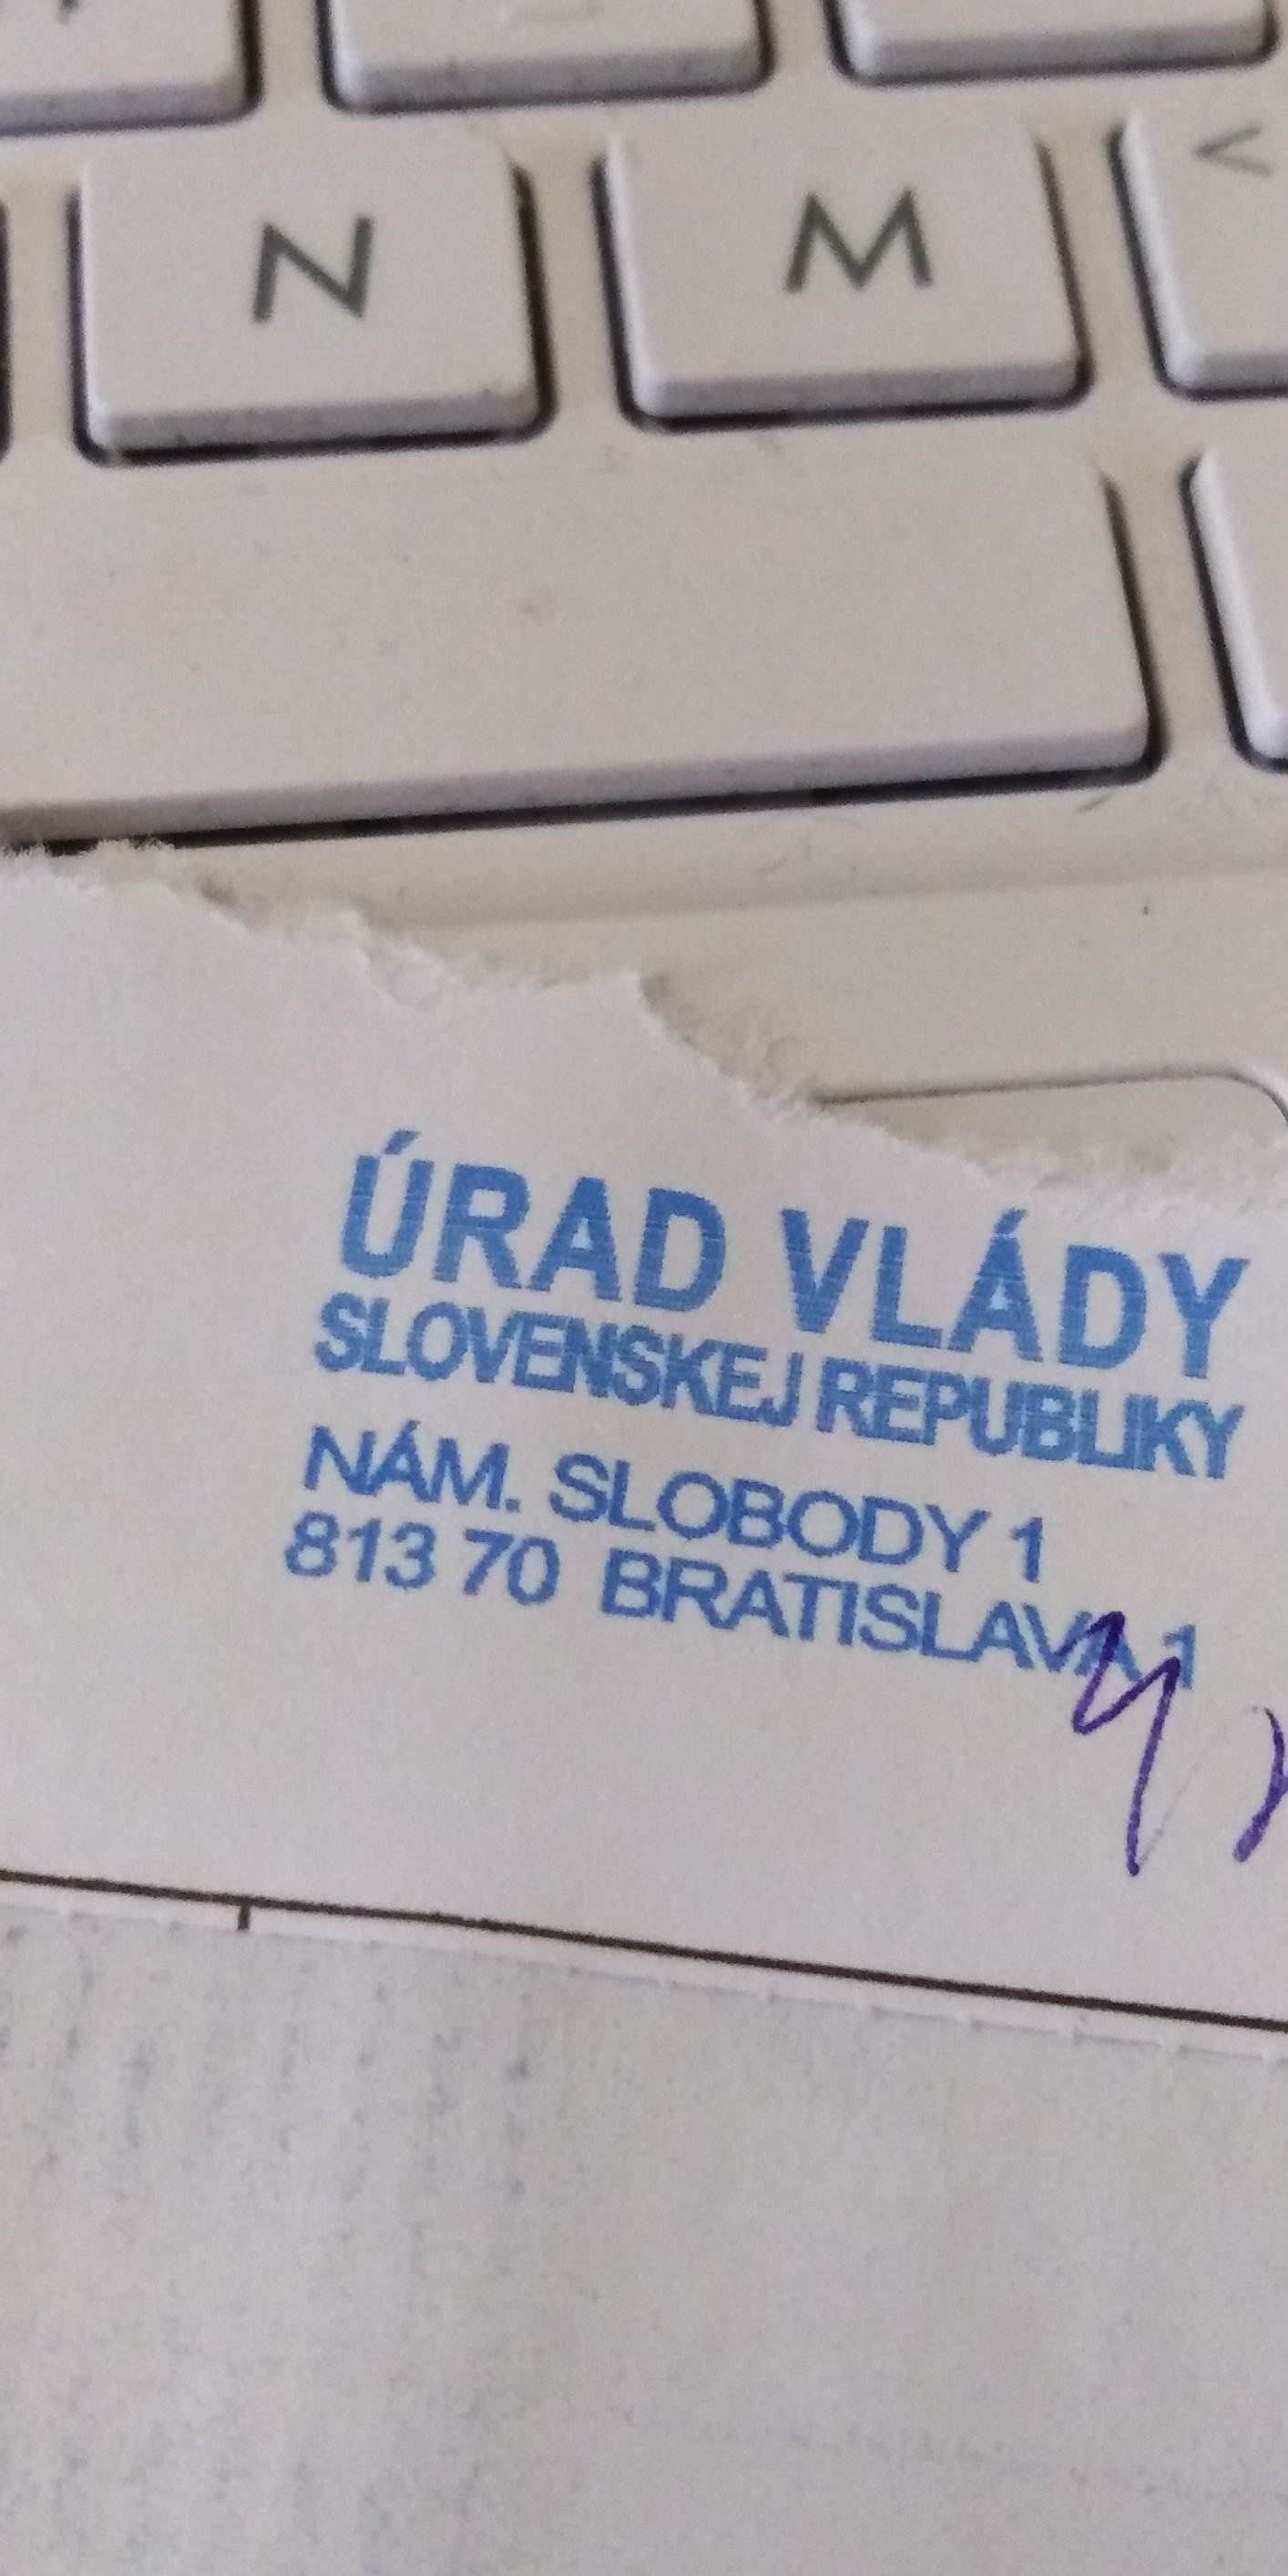 N M <
ÚRAD VLÁDY
SLOVENSKEJ REPUBLIKY
NÁM. SLOBODY 1
813 70 BRATISLAVA 1